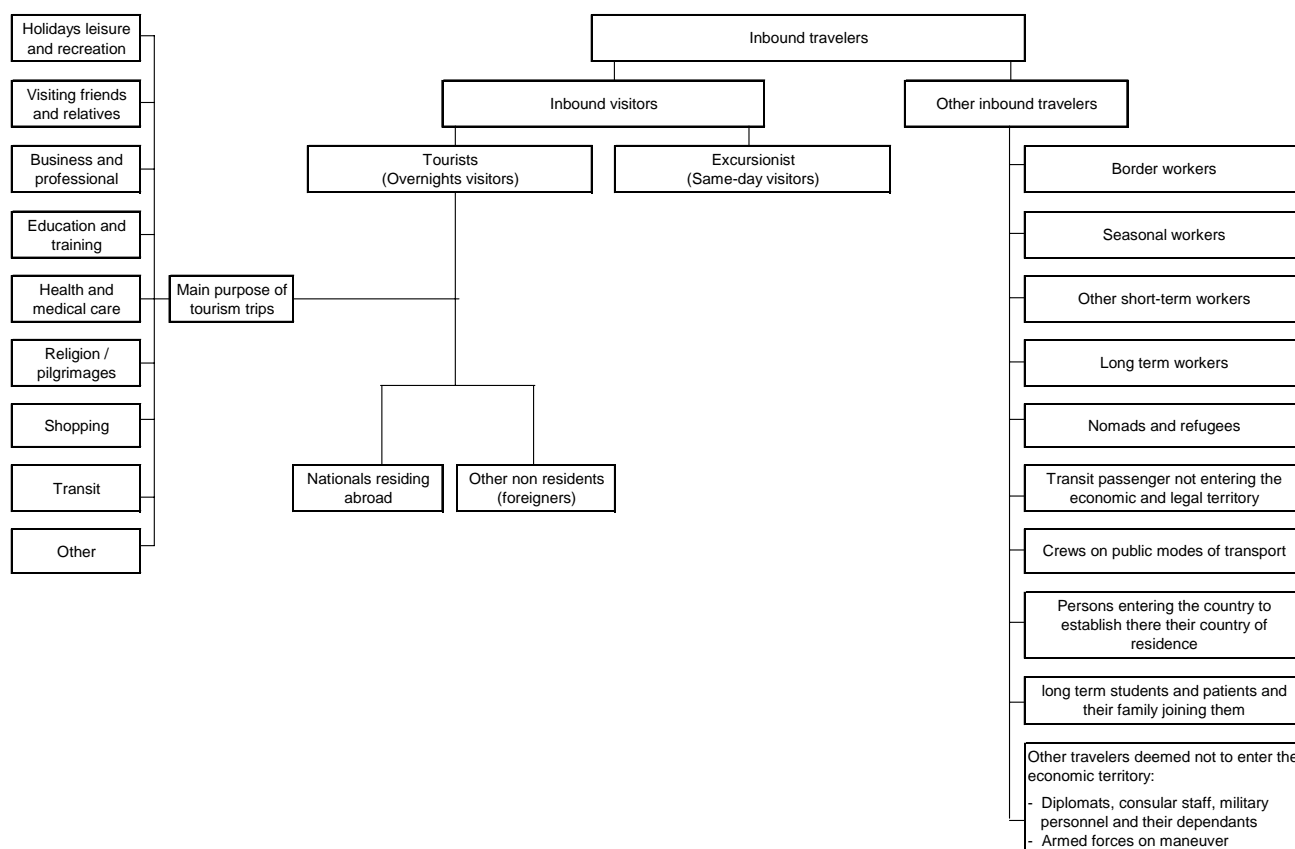 Holidays leisure
and recreation
Visiting friends
and relatives
Business and
professional
Education and
training
Health and
medical care
Religion /
pilgrimages
Shopping
Transit
Other
Main purpose of
tourism trips
Inbound travelers
Inbound visitors
Other inbound travelers
Tourists
(Overnights visitors)
Excursionist
(Same-day visitors)
Nationals residing
abroad
Other non residents
(foreigners)
Border workers
Seasonal workers
Other short-term workers
Long term workers
Nomads and refugees
Transit passenger not entering the
economic and legal territory
Crews on public modes of transport
Persons entering the country to
establish there their country of
residence
long term students and patients and
their family joining them
Other travelers deemed not to enter the
economic territory:
- Diplomats, consular staff, military
personnel and their dependants
- Armed forces on maneuver